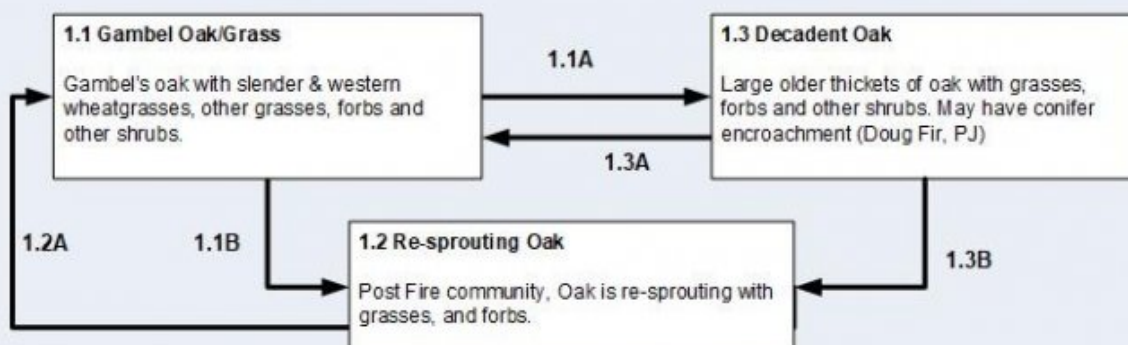 1.1 Gambel Oak/Grass
Gambel's oak with slender & western
wheatgrasses, other grasses, forbs and
other shrubs.
1.1A
1.3A
1.3 Decadent Oak
Large older thickets of oak with grasses,
forbs and other shrubs. May have conifer
encroachment (Doug Fir, PJ)
1.2A
1.1B
1.2 Re-sprouting Oak
Post Fire community, Oak is re-sprouting with
grasses, and forbs.
1.3B